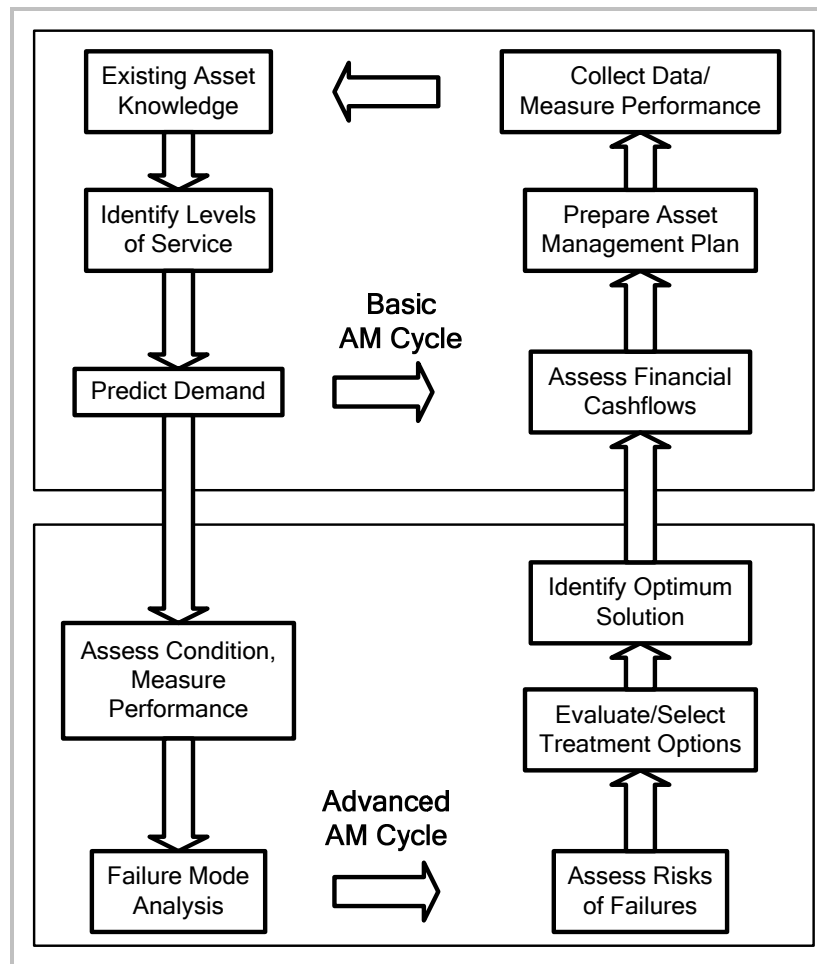 Existing Asset
Knowledge
Collect Data/
Measure Performance
Identify Levels
of Service
Prepare Asset
Management Plan
Basic
AM Cycle
Predict Demand
Assess Financial
Cashflows
Identify Optimum
Solution
Assess Condition,
Measure
Performance
Evaluate/Select
Treatment Options
Advanced
AM Cycle
Failure Mode
Analysis
Assess Risks
of Failures